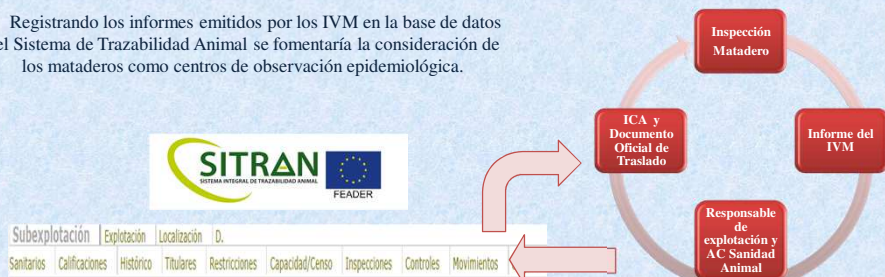 Registrando los informes emitidos por los IVM en la base de datos
el Sistema de Trazabilidad Animal se fomentaría la consideración de
los mataderos como centros de observación epidemiológica.
Inspección
Matadero
ICA y
Documento
Oficial de
Traslado
Informe del
IVM
Responsable
de
explotación y
AC Sanidad
Animal
SITRAN
SISTEMA INTEGRAL DE TRAZABILIDAD ANIMAL
FEADER
Subexplotación | Explotación Localización D.
Sanitarios Calificaciones Histórico Titulares Restricciones Capacidad/Censo Inspecciones Controles Movimientos